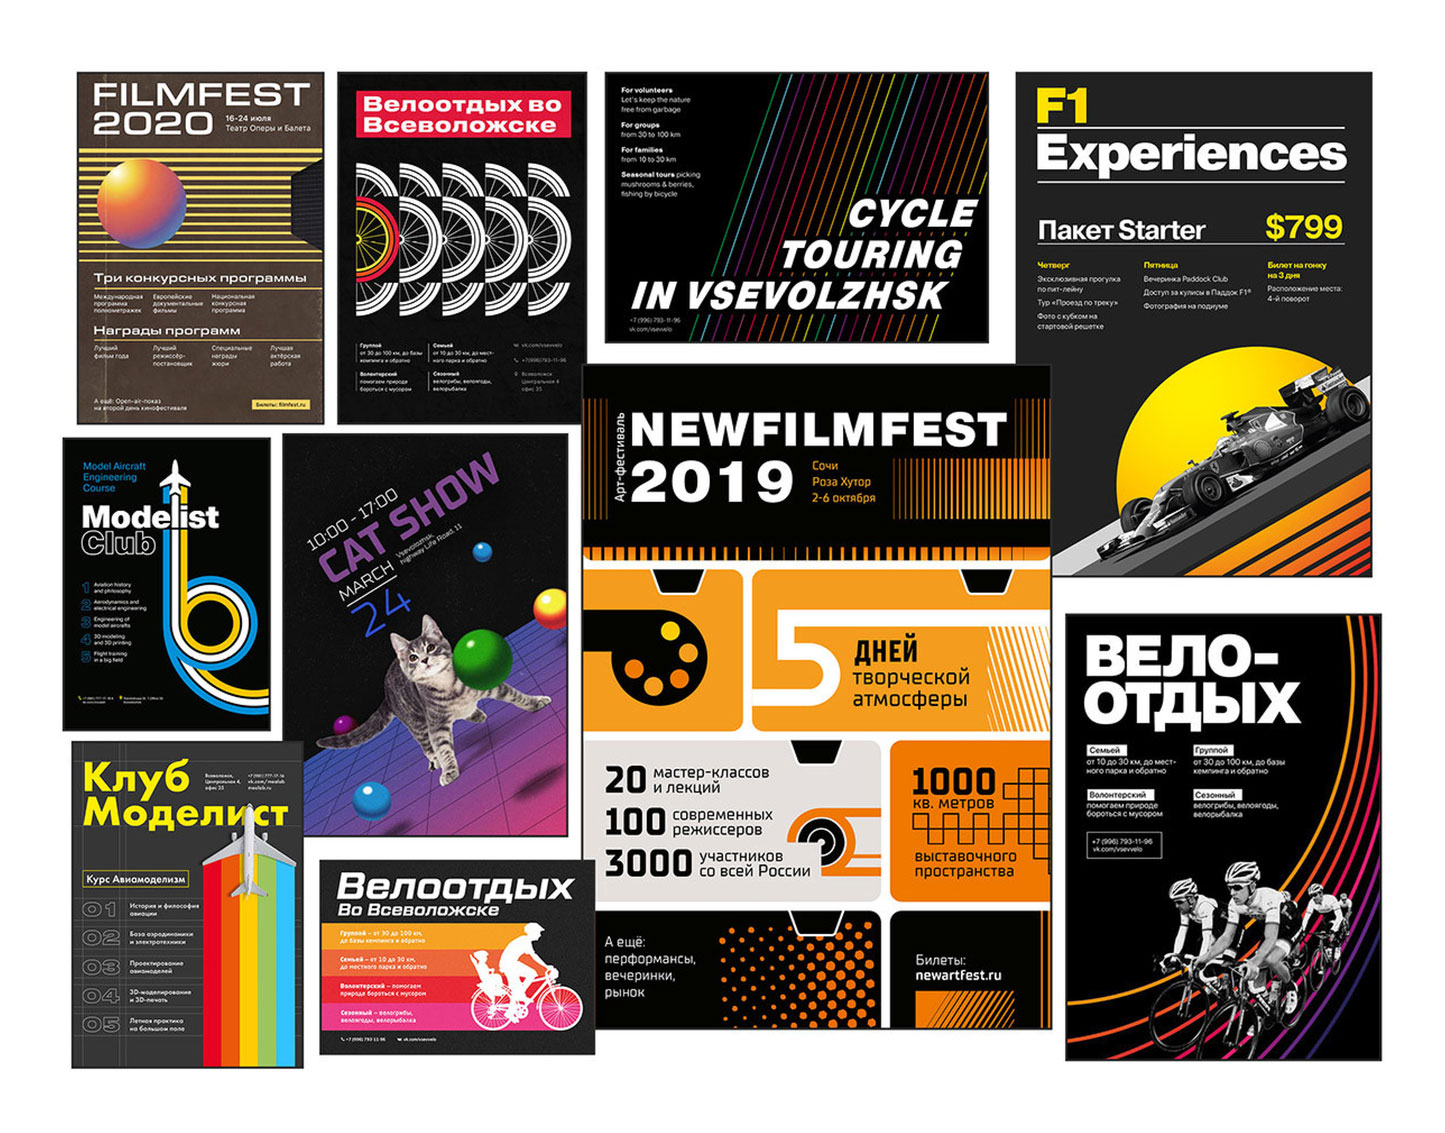 FILMFEST
2020
16-24 июля
Театр Оперы и Балета
Три конкурсных программы
Международная
программа
полнометражек
Европейские
документальные
фильмы
Национальная
конкурсная
программа
Награды программ
Лучший
фильм года
Лучший
режиссёр-
постановщик
Специальные
награды
жюри
Лучшая
актёрская
работа
А ещё: Open-air-показ
на второй день кинофестиваля
Билеты: filmfest.ru
Велоотдых во
Всеволожске
Группой
от 30 до 100 км, до базы
кемпинга и обратно
Семьёй
от 10 до 30 км, до мест-
ного парка и обратно
vk.com/vsevvelo
+7(996)793-11-96
Волонтерский
помогаем природе
бороться с мусором
Сезонный
велогрибы, велоягоды,
велорыбалка
Всеволожск
Центральная 4
офис 35
For volunteers
Let's keep the nature
free from garbage
For groups
from 30 to 100 km
For families
from 10 to 30 km
Seasonal tours picking
mushrooms & berries,
fishing by bicycle
CYCLE
TOURING
IN VSEVOLZHSK
+7 (996) 793-11-96
vk.com/vsevvelo
F1
Experiences
Пакет Starter
$799
Четверг
Эксклюзивная прогулка
по пит-лейну
Тур «Проезд по треку»
Фото с кубком на
стартовой решетке
Пятница
Вечеринка Paddock Club
Доступ за кулисы в Паддок F1®
Фотография на подиуме
Билет на гонку
на 3 дня
Расположение места:
4-й поворот
Model Aircraft
Engineering
Course
Modelist
Club
1 Aviation history
and philosophy
2 Aerodynamics and
electrical engineering
3 Engineering of
model aircrafts
4 3D modeling
and 3D printing
5 Flight training
in a big field
10:00 - 17:00
CAT SHOW
MARCH
24
Vsevolozhsk,
highway Life Road, 11
Арт-фестиваль
NEWFILMFEST
2019
Сочи
Роза Хутор
2-6 октября
5
ДНЕЙ
творческой
атмосферы
20 мастер-классов
и лекций
100 современных
режиссеров
3000 участников
со всей России
1000
кв. метров
выставочного
пространства
А ещё:
перформансы,
вечеринки,
рынок
Билеты:
newartfest.ru
ВЕЛО-
ОТДЫХ
Семьей
от 10 до 30 км, до мест-
ного парка и обратно
Группой
от 30 до 100 км, до базы
кемпинга и обратно
Волонтерский
помогаем природе
бороться с мусором
Сезонный
велогрибы, велоягоды,
велорыбалка
+7 (996) 793-11-96
vk.com/vsevvelo
Клуб
Моделист
Всеволожск,
Центральная 4,
офис 35
Курс Авиамоделизм
01 История и философия
авиации
02 База аэродинамики
и электротехники
03 Проектирование
авиамоделей
04 3D-моделирование
и 3D-печать
05 Летная практика
на большом поле
Велоотдых
Во Всеволожске
Группой – от 30 до 100 км,
до базы кемпинга и обратно
Семьей – от 10 до 30 км,
до местного парка и обратно
Волонтерский – помогаем
природе бороться с мусором
Сезонный – велогрибы,
велоягоды, велорыбалка
+7 (996) 793-11-96
vk.com/vsevvelo